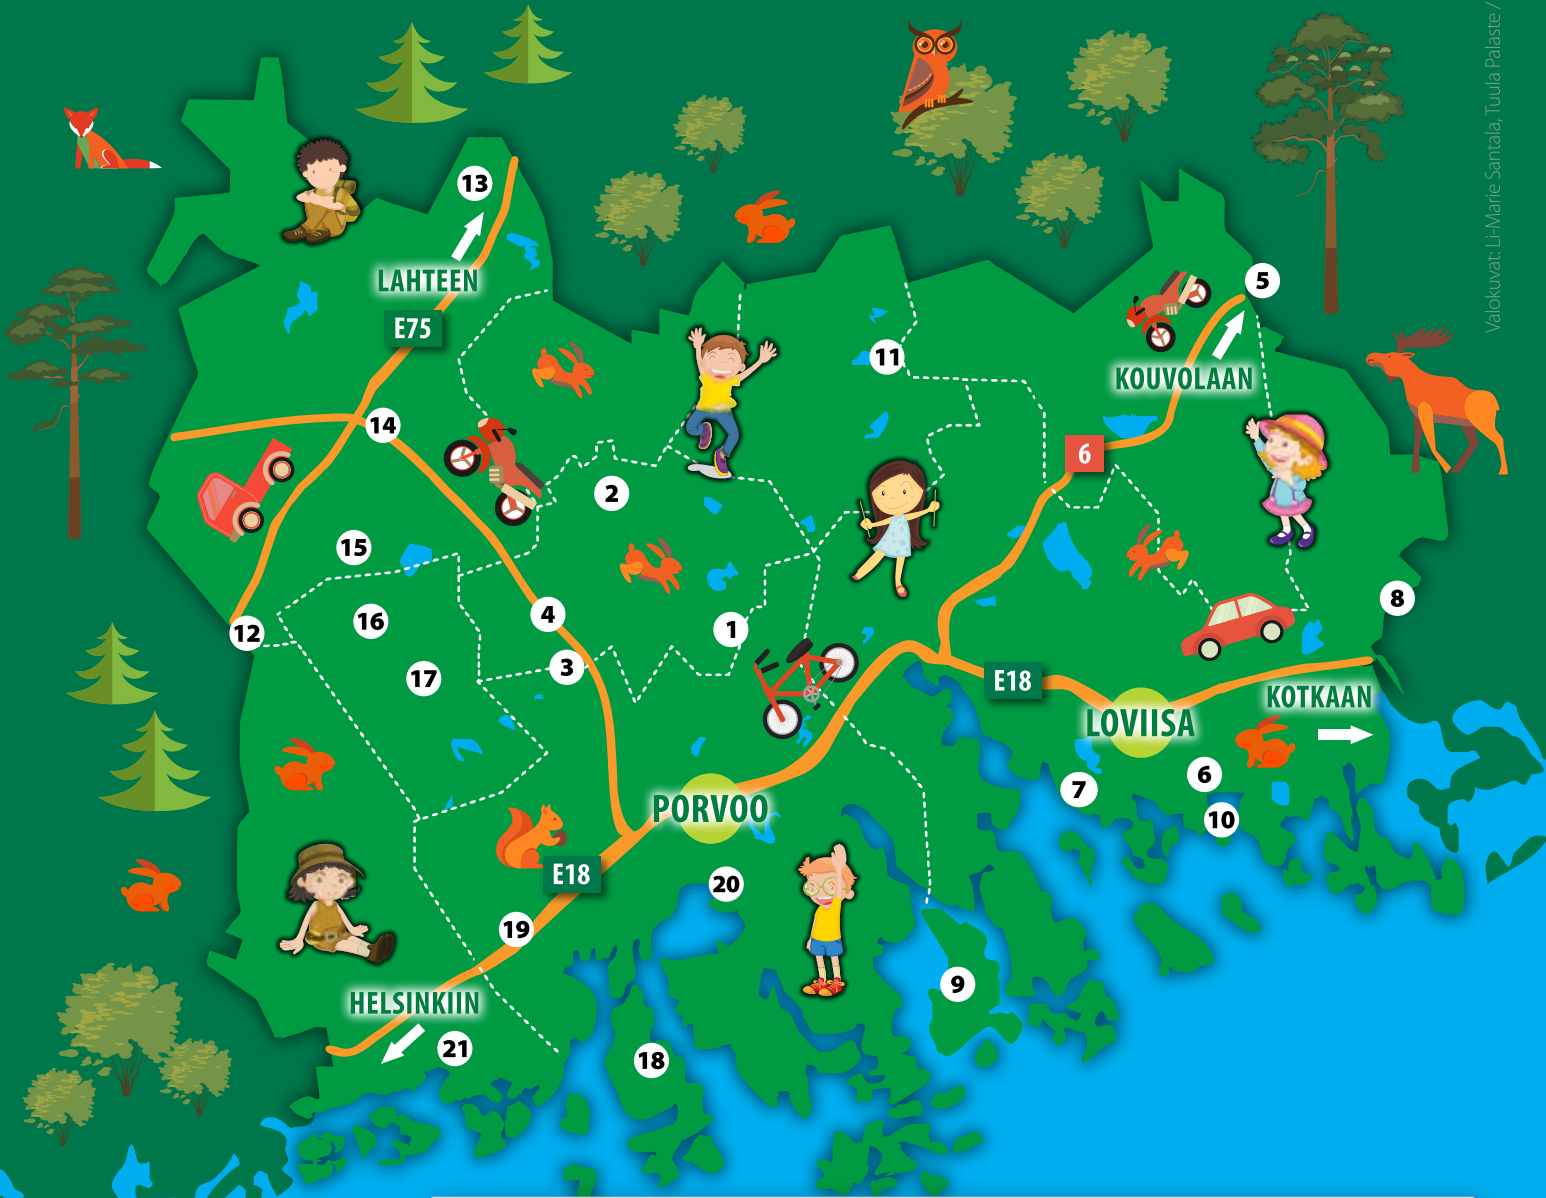 Valokuvat: Li-Marie Santala, Tuula Palaste /
13
LAHTEEN
E75
5
11
KOUVOLAAN
14
6
2
15
8
16
4
12
1
3
17
E18
KOTKAAN
LOVIISA
6
7
PORVOO
10
E18
20
19
9
HELSINKIIN
21
18